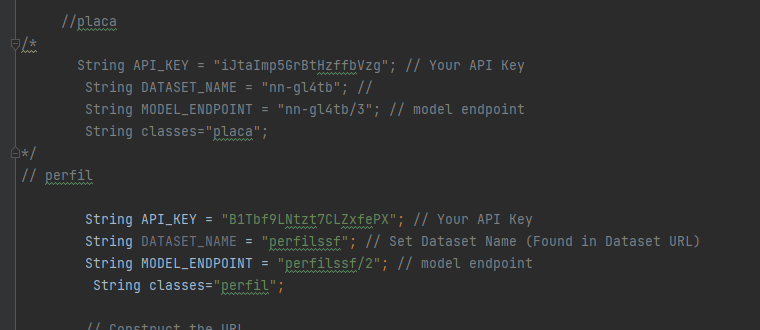 //placa
/*
String API_KEY = "iJtaImp5GrBtHzffbVzg"; // Your API Key
String DATASET_NAME = "nn-gl4tb"; //
String MODEL_ENDPOINT = "nn-gl4tb/3"; // model endpoint
String classes="placa";
*/
// perfil
String API_KEY = "B1Tbf9LNtzt7CLZxfePX"; // Your API Key
String DATASET_NAME = "perfilssf"; // Set Dataset Name (Found in Dataset URL)
String MODEL_ENDPOINT = "perfilssf/2"; // model endpoint
String classes="perfil";
// Construct the URL